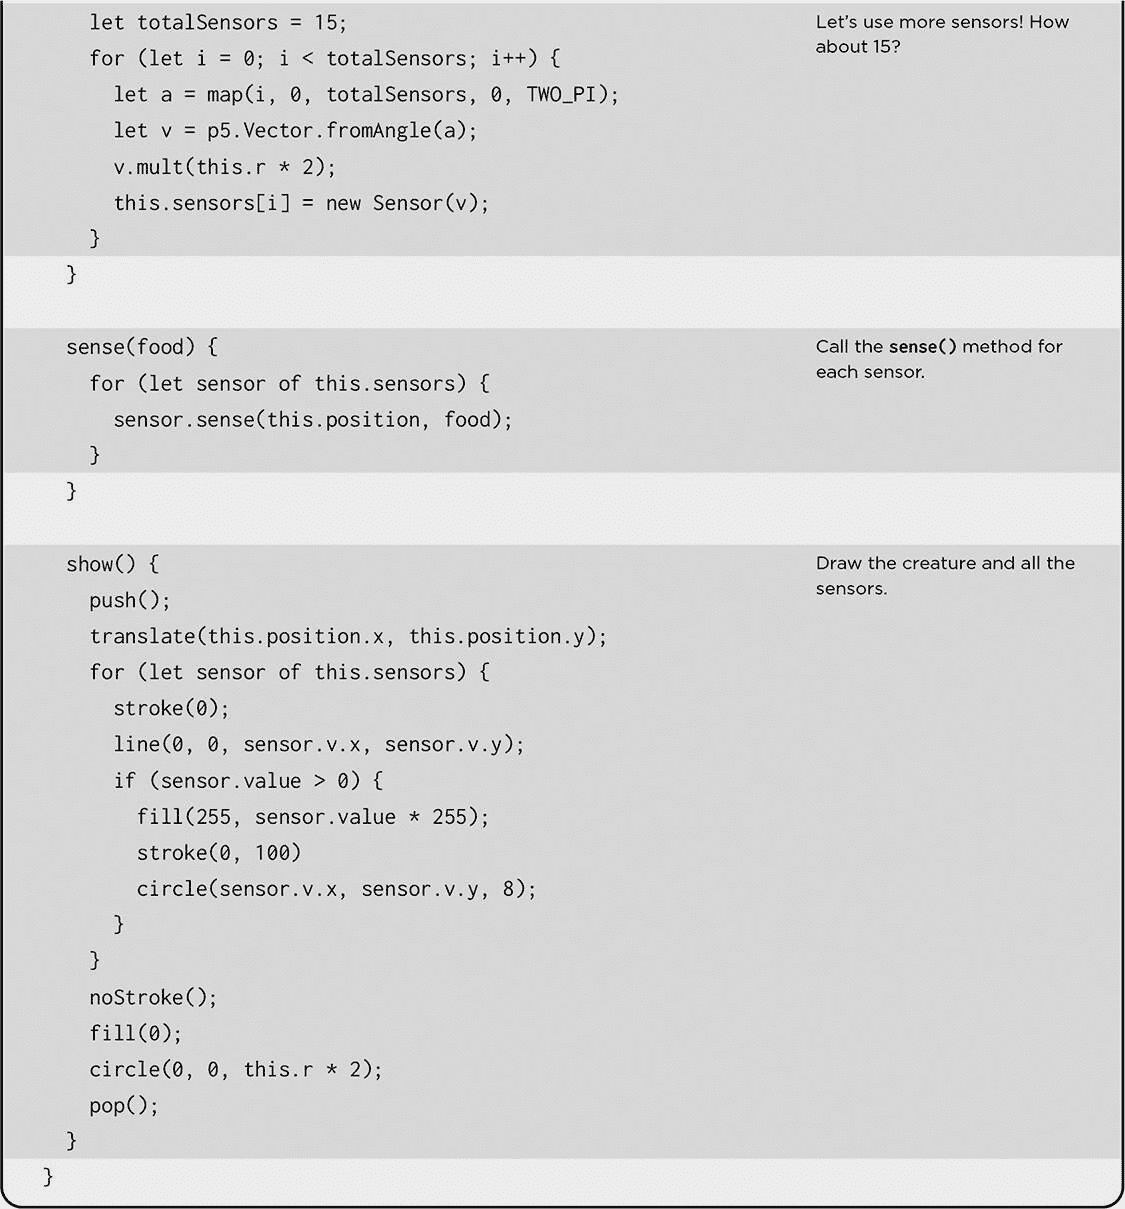 let totalSensors = 15;
for (let i = 0; i < totalSensors; i++) {
let a = map(i, 0, totalSensors, 0, TWO_PI);
let v = p5.Vector.fromAngle(a);
v.mult(this.r * 2);
this.sensors[i] = new Sensor(v);
}
}
Let's use more sensors! How
about 15?
sense(food) {
for (let sensor of this.sensors) {
sensor.sense(this.position, food);
}
}
Call the sense() method for
each sensor.
show() {
push();
translate(this.position.x, this.position.y);
for (let sensor of this.sensors) {
stroke(0);
line(0, 0, sensor.v.x, sensor.v.y);
if (sensor.value > 0) {
fill(255, sensor.value * 255);
stroke(0, 100)
circle(sensor.v.x, sensor.v.y, 8);
}
}
noStroke();
fill(0);
circle(0, 0, this.r * 2);
pop();
}
}
Draw the creature and all the
sensors.